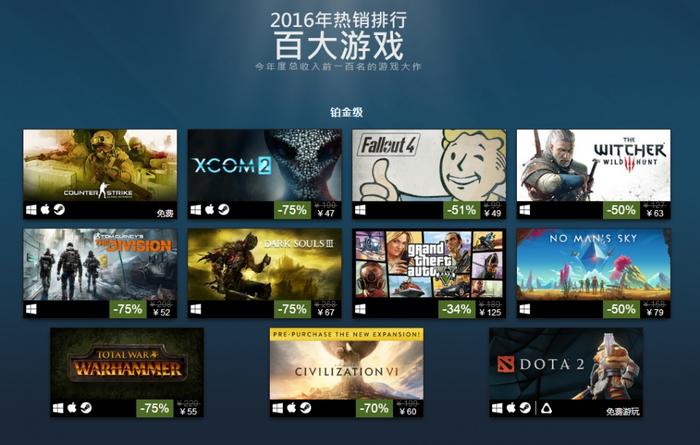 2016年热销排行
百大游戏
今年度总收入前一百名的游戏大作
铂金级
COUNTER STRIKE
免费
XCOM 2
-75% ¥ 190 ¥ 47
Fallout 4
-51% ¥ 99 ¥ 49
THE WITCHER WILD HUNT
-50% ¥ 127 ¥ 63
TOM CLANCY'S THE DIVISION
-75% ¥ 208 ¥ 52
DARK SOULS III
-75% ¥ 268 ¥ 67
grand theft auto V
-34% ¥ 189 ¥ 125
NO MAN'S SKY
-50% ¥ 158 ¥ 79
TOTAL WAR
WARHAMMER
-75% ¥ 220 ¥ 55
PRE-PURCHASE THE NEW EXPANSION!
CIVILIZATION VI
-70% ¥ 199 ¥ 60
DOTA 2
免费游玩